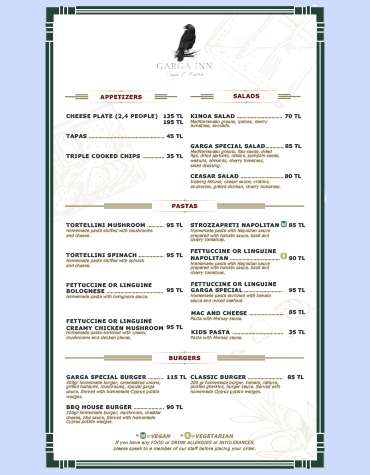 GARGA INN
APPETIZERS
CHEESE PLATE (2,4 PEOPLE) 135 TL
195 TL
TAPAS 45 TL
TRIPLE COOKED CHIPS 35 TL
SALADS
KINOA SALAD 70 TL
Mediterranean greens, quinoa, cherry
tomatoes, avocado.
GARGA SPECIAL SALAD 85 TL
Mediterranean greens, flax seeds, dried
figs, dried apricots, raisins, pumpkin seeds,
walnuts, almonds, cherry tomatoes,
salad dressing.
CEASAR SALAD 80 TL
Iceberg lettuce, caesar sauce, crutons,
anchovies, grilled chicken, cherry tomatoes.
PASTAS
TORTELLINI MUSHROOM 95 TL
Homemade pasta stuffed with mushrooms
and cheese.
TORTELLINI SPINACH 95 TL
Homemade pasta stuffed with spinach
and cheese.
FETTUCCINE OR LINGUINE
BOLOGNESE 95 TL
Homemade pasta with bolognese sauce.
FETTUCCINE OR LINGUINE
CREAMY CHICKEN MUSHROOM 95 TL
Homemade pasta enriched with cream,
mushrooms and chicken pieces.
STROZZAPRETI NAPOLITAN 85 TL
Homemade pasta with Napolitan sauce
prepared with tomato sauce, basil and
cherry tomatoes.
FETTUCCINE OR LINGUINE
NAPOLITAN 90 TL
Homemade pasta with Napolitan sauce
prepared with tomato sauce, basil and
cherry tomatoes.
FETTUCCINE OR LINGUINE
GARGA SPECIAL 95 TL
Homemade pasta enriched with tomato
sauce and mixed seafood.
MAC AND CHEESE 85 TL
Pasta with Mornay sauce.
KIDS PASTA 35 TL
Pasta with Mornay sauce.
BURGERS
GARGA SPECIAL BURGER 115 TL
400gr homemade burger, caramelized onions,
grilled halloumi, mushrooms, special garga
sauce. Served with homemade Cyprus potato
wedges.
BBQ HOUSE BURGER 90 TL
200gr homemade burger, mushroom, cheddar
cheese, bbq sauce. Served with homemade
Cyprus potato wedges.
CLASSIC BURGER 85 TL
200 gr homemade burger, tomato, lettuce,
pickled gherkins, burger sauce. Served with
homemade Cyprus potato wedges.
*=VEGAN *=VEGETARIAN
If you have any FOOD or DRINK ALLERGIES or INTOLERANCES,
please speak to a member of our staff before placing your order.